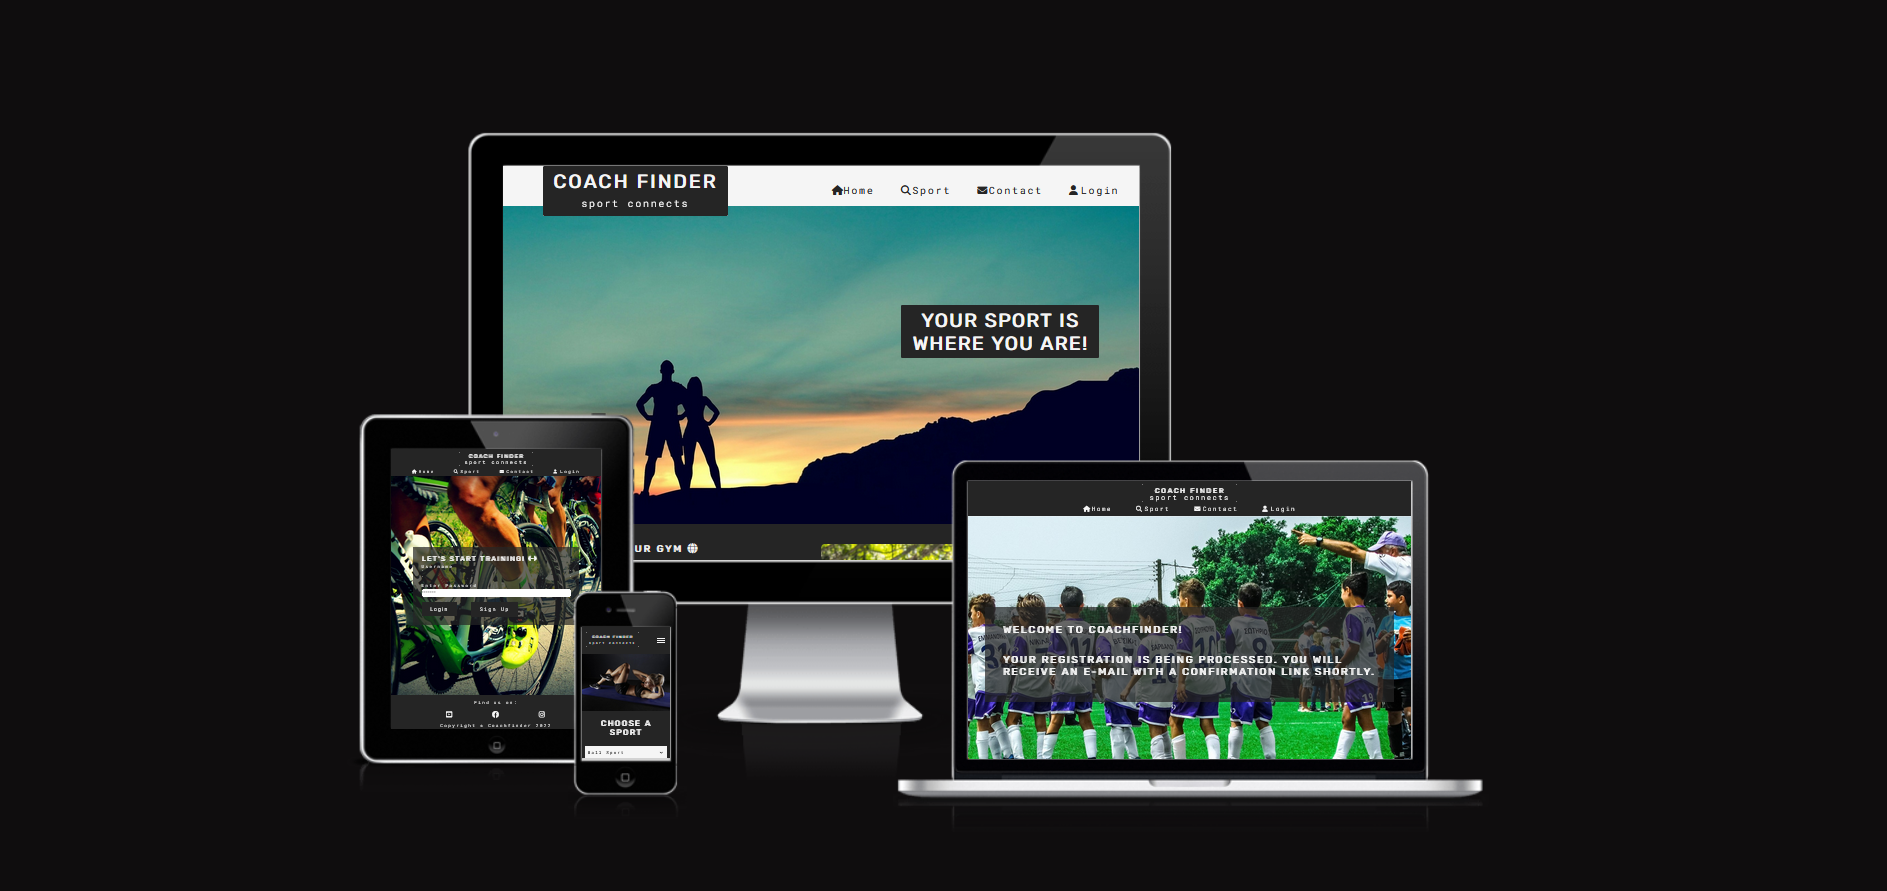 COACH FINDER
sport connects
Home
Sport
Contact
Login
YOUR SPORT IS
WHERE YOU ARE!
UR GYM
COACH FINDER
sport connects
Home
Sport
Contact
Login
LET'S START TRAINING!
Username
Enter Password
Login
Sign Up
Find us on:
Copyright © Coachfinder 2022
COACH FINDER
sport connects
CHOOSE A
SPORT
Ball Sport
COACH FINDER
sport connects
Home
Sport
Contact
Login
WELCOME TO COACHFINDER!
YOUR REGISTRATION IS BEING PROCESSED. YOU WILL
RECEIVE AN E-MAIL WITH A CONFIRMATION LINK SHORTLY.